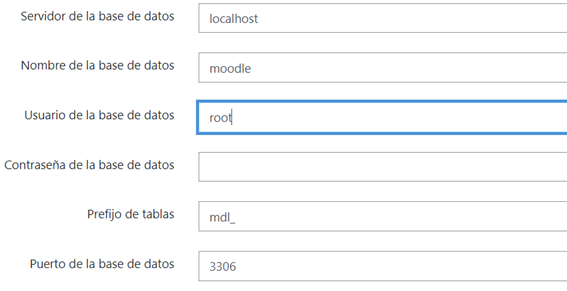 Servidor de la base de datos localhost
Nombre de la base de datos moodle
Usuario de la base de datos root
Contraseña de la base de datos
Prefijo de tablas mdl_
Puerto de la base de datos 3306